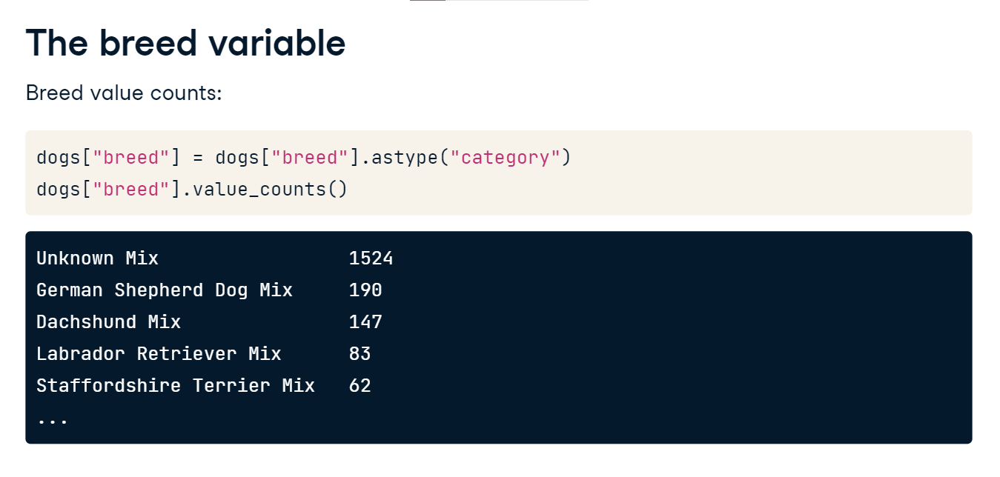 The breed variable
Breed value counts:
dogs["breed"] = dogs["breed"].astype("category")
dogs["breed"].value_counts()
Unknown Mix 1524
German Shepherd Dog Mix 190
Dachshund Mix 147
Labrador Retriever Mix 83
Staffordshire Terrier Mix 62
...